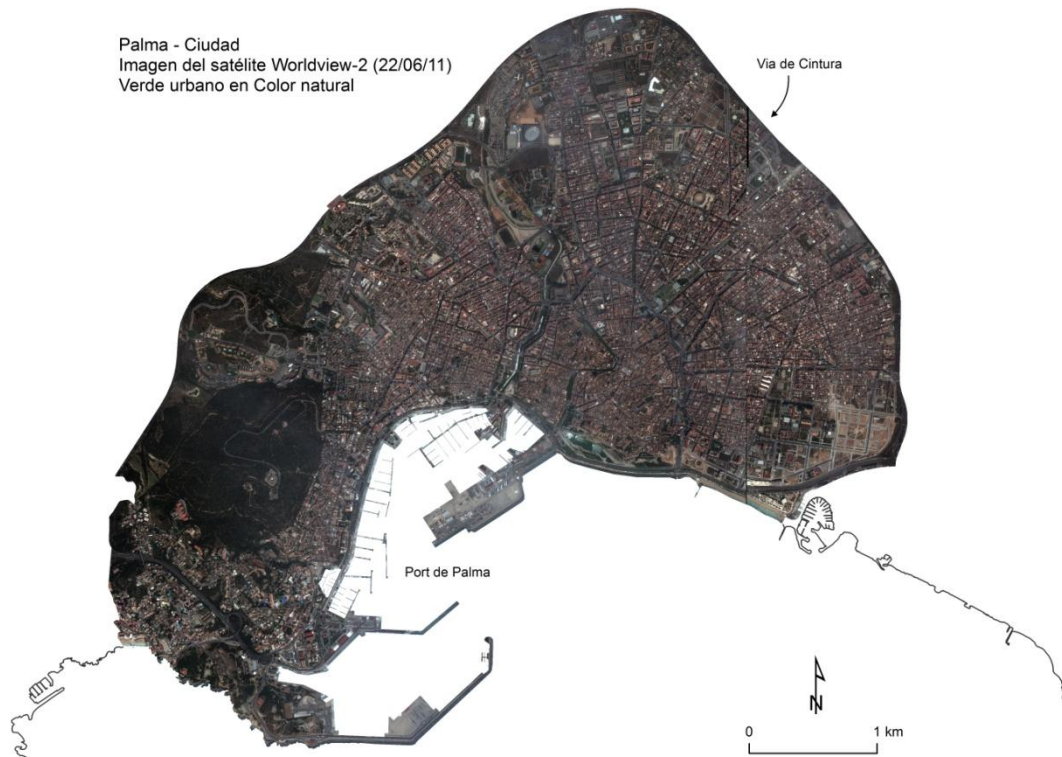 Palma - Ciudad
Imagen del satélite Worldview-2 (22/06/11)
Verde urbano en Color natural
Via de Cintura
Port de Palma
N
0 1 km